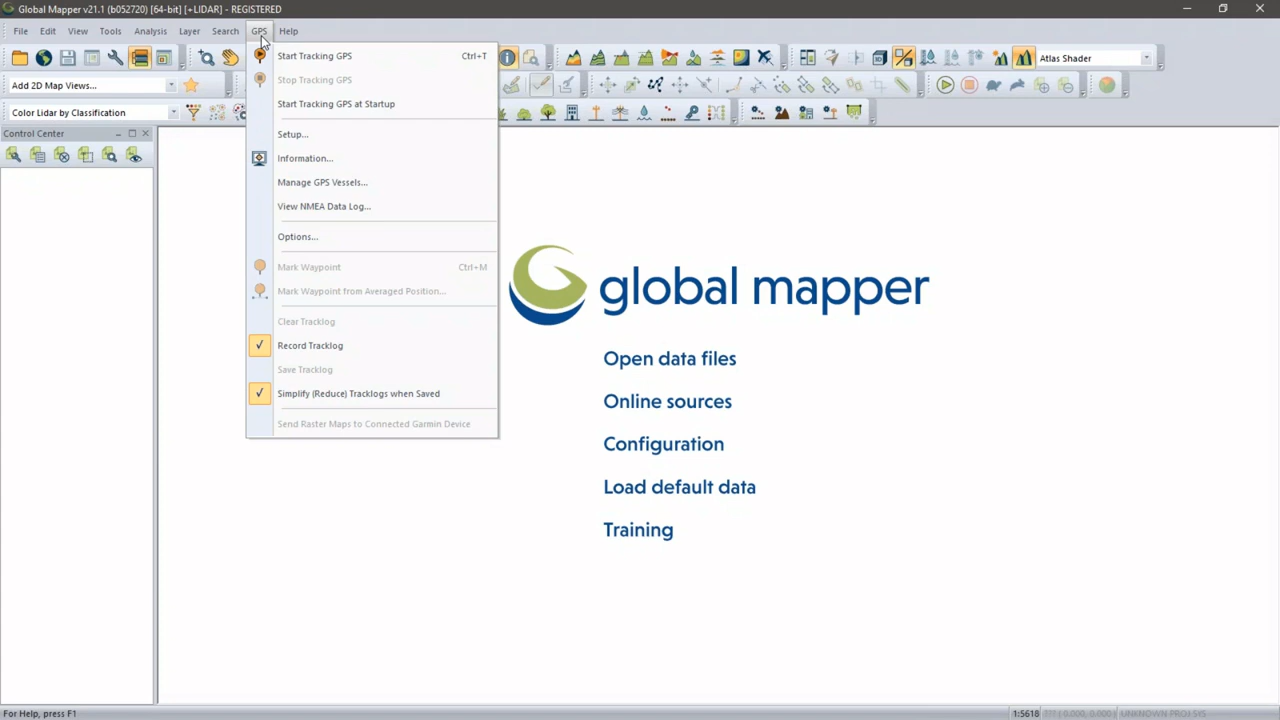 Global Mapper v21.1 (b052720) [64-bit] [+LIDAR] - REGISTERED
File Edit View Tools Analysis Layer Search GPS Help
Atlas Shader
Add 2D Map Views...
Color Lidar by Classification
Control Center
Start Tracking GPS Ctrl+T
Stop Tracking GPS
Start Tracking GPS at Startup
Setup...
Information...
Manage GPS Vessels...
View NMEA Data Log...
Options...
Mark Waypoint Ctrl+M
Mark Waypoint from Averaged Position...
Clear Tracklog
Record Tracklog
Save Tracklog
Simplify (Reduce) Tracklogs when Saved
Send Raster Maps to Connected Garmin Device
global mapper
Open data files
Online sources
Configuration
Load default data
Training
For Help, press F1
1:5618 ??? ( 0.000, 0.000 ) UNKNOWN PROJ SYS